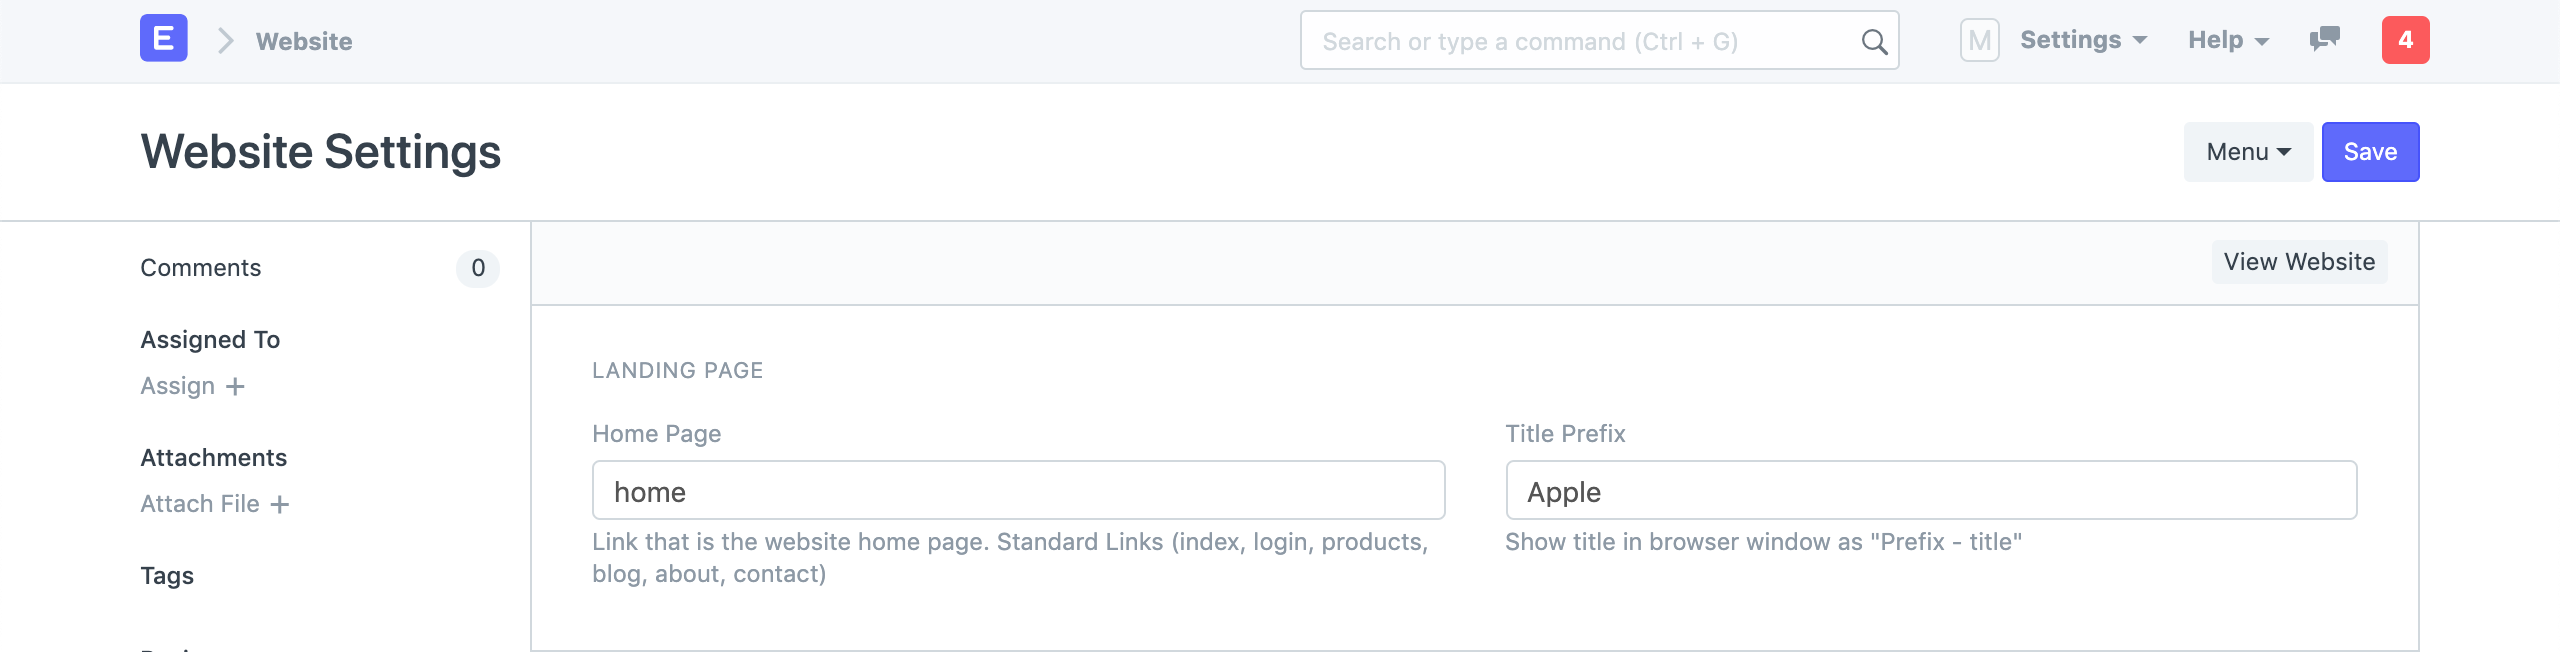 E
Website
Search or type a command (Ctrl + G)
M
Settings
Help
4
Website Settings
Menu
Save
Comments
0
Assigned To
Assign +
Attachments
Attach File +
Tags
View Website
LANDING PAGE
Home Page
home
Link that is the website home page. Standard Links (index, login, products,
blog, about, contact)
Title Prefix
Apple
Show title in browser window as "Prefix - title"